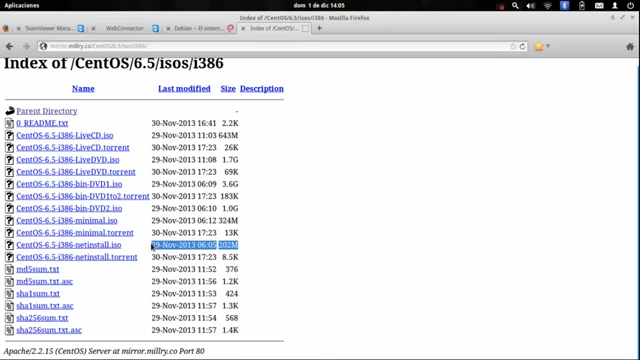 Aplicaciones
dom 1 de dic 14:05
Index of /CentOS/6.5/isos/i386 - Mozilla Firefox
TeamViewer Mana...
WebConnector
Debian -- El sistem...
Index of /CentOS/...
mirror.millry.co/CentOS/6.5/isos/i386/
Index of /CentOS/6.5/isos/i386
Name Last modified Size Description
Parent Directory -
0_README.txt 30-Nov-2013 16:41 2.2K
CentOS-6.5-i386-LiveCD.iso 29-Nov-2013 11:03 643M
CentOS-6.5-i386-LiveCD.torrent 30-Nov-2013 17:23 26K
CentOS-6.5-i386-LiveDVD.iso 29-Nov-2013 11:08 1.7G
CentOS-6.5-i386-LiveDVD.torrent 30-Nov-2013 17:23 69K
CentOS-6.5-i386-bin-DVD1.iso 29-Nov-2013 06:09 3.6G
CentOS-6.5-i386-bin-DVD1to2.torrent 30-Nov-2013 17:23 183K
CentOS-6.5-i386-bin-DVD2.iso 29-Nov-2013 06:10 1.0G
CentOS-6.5-i386-minimal.iso 29-Nov-2013 06:12 324M
CentOS-6.5-i386-minimal.torrent 30-Nov-2013 17:23 13K
CentOS-6.5-i386-netinstall.iso 29-Nov-2013 06:05 202M
CentOS-6.5-i386-netinstall.torrent 30-Nov-2013 17:23 8.5K
md5sum.txt 29-Nov-2013 11:52 376
md5sum.txt.asc 29-Nov-2013 11:56 1.2K
sha1sum.txt 29-Nov-2013 11:53 424
sha1sum.txt.asc 29-Nov-2013 11:57 1.3K
sha256sum.txt 29-Nov-2013 11:54 568
sha256sum.txt.asc 29-Nov-2013 11:57 1.4K
Apache/2.2.15 (CentOS) Server at mirror.millry.co Port 80